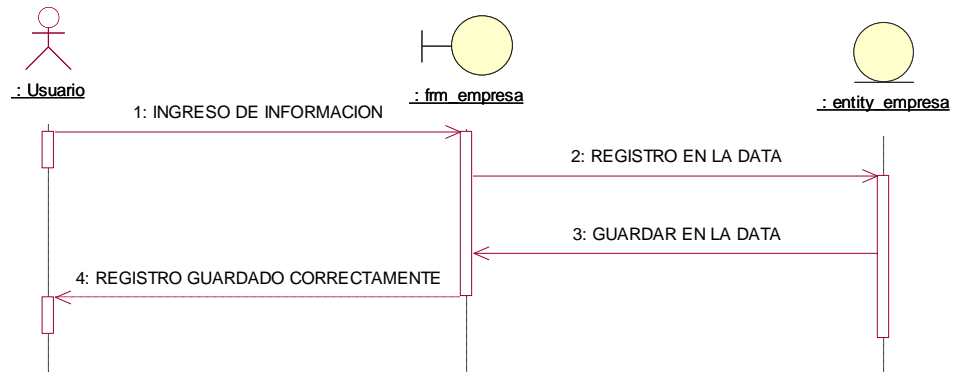 : Usuario
: frm_empresa
: entity_empresa
1: INGRESO DE INFORMACION
2: REGISTRO EN LA DATA
3: GUARDAR EN LA DATA
4: REGISTRO GUARDADO CORRECTAMENTE